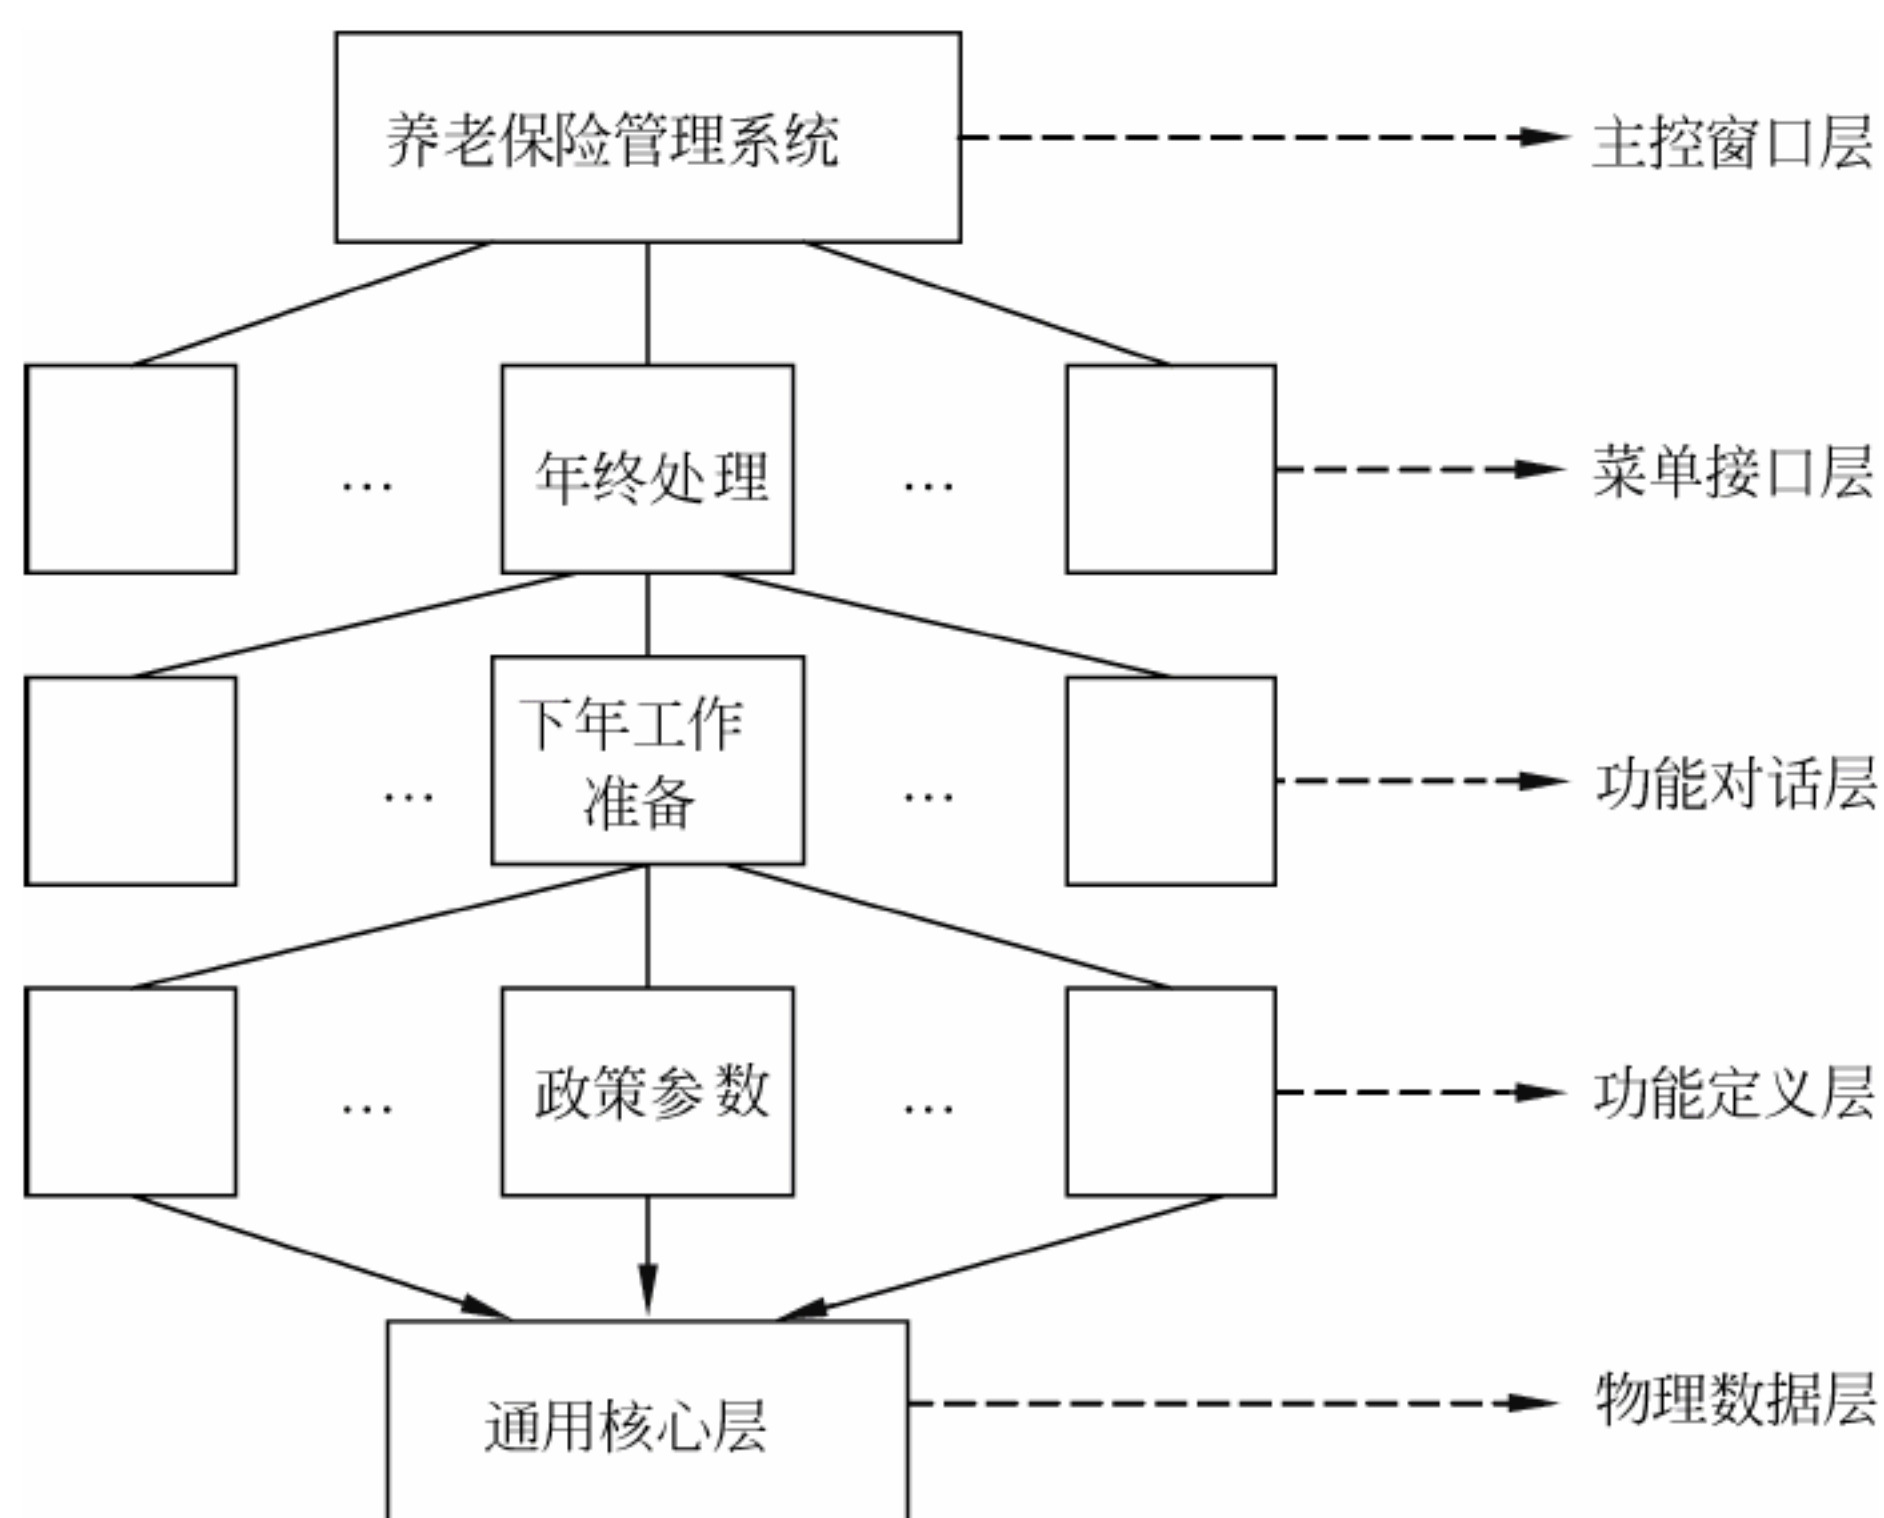 养老保险管理系统
主控窗口层
… 年终处理 …
菜单接口层
… 下年工作
准备 …
功能对话层
… 政策参数 …
功能定义层
通用核心层
物理数据层